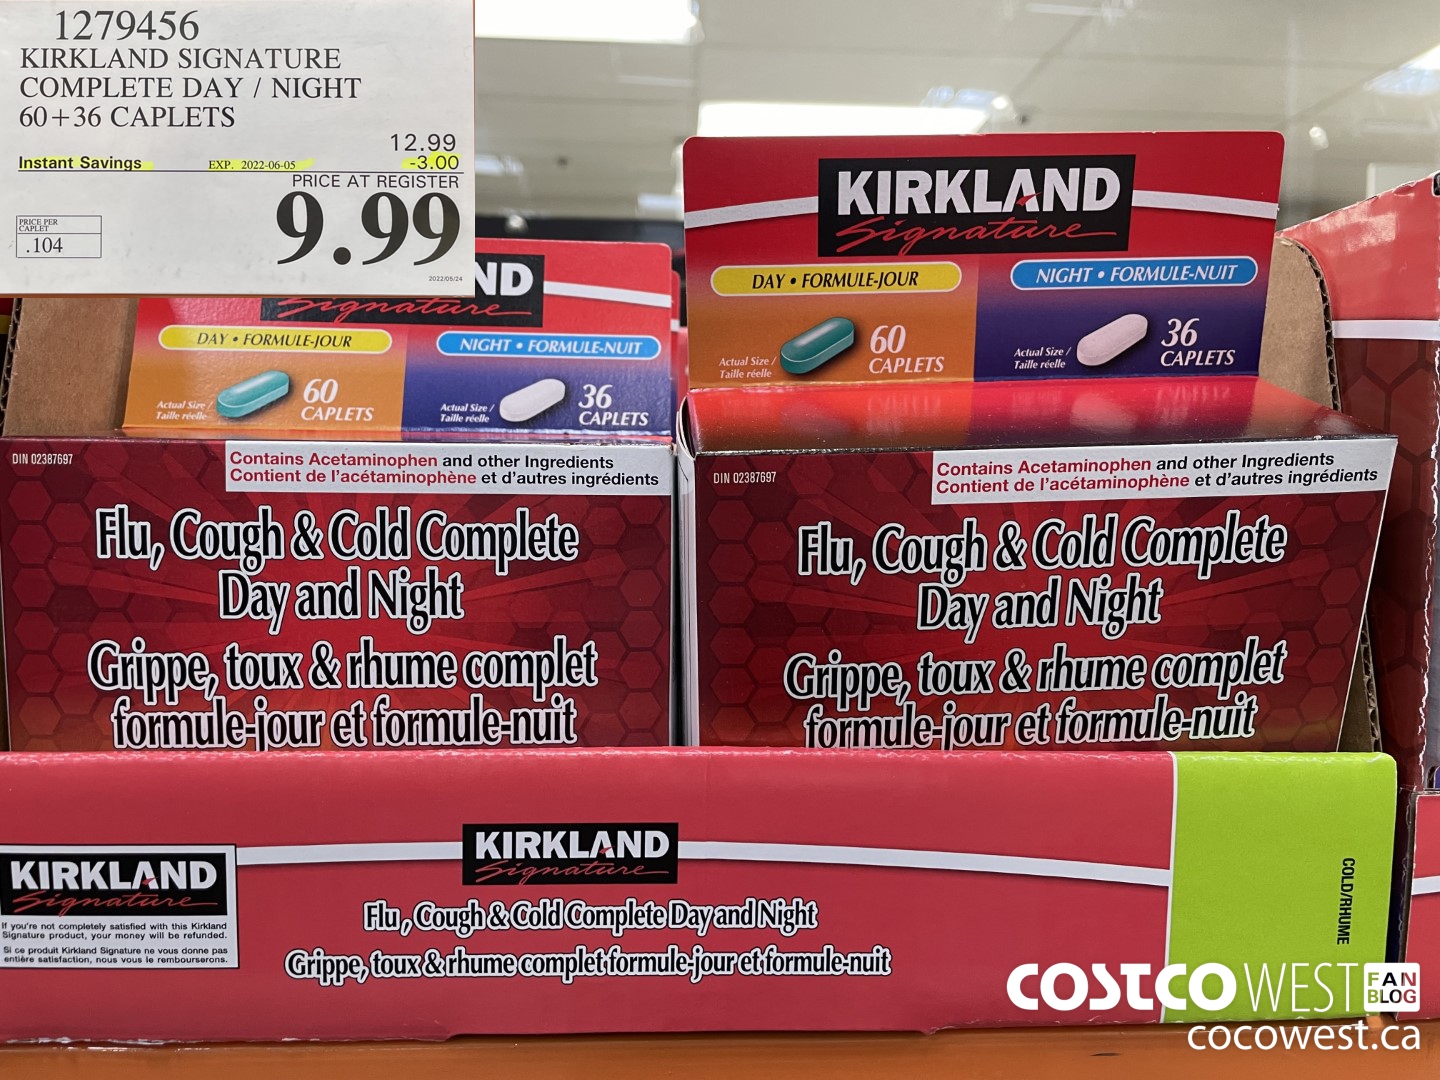 1279456
KIRKLAND SIGNATURE
COMPLETE DAY / NIGHT
60+36 CAPLETS
12.99
Instant Savings EXP. 2022-06-05 -3.00
PRICE AT REGISTER
9.99
PRICE PER
CAPLET
.104
2022/05/24
ND
Signature
DAY • FORMULE-JOUR
NIGHT • FORMULE-NUIT
Actual Size /
Taille réelle
60
CAPLETS
Actual Size /
Taille réelle
36
CAPLETS
DIN 02387697
Contains Acetaminophen and other Ingredients
Contient de l'acétaminophène et d'autres ingrédients
Flu, Cough & Cold Complete
Day and Night
Grippe, toux & rhume complet
formule-jour et formule-nuit
KIRKLAND
Signature
DAY • FORMULE-JOUR
NIGHT • FORMULE-NUIT
Actual Size /
Taille réelle
60
CAPLETS
Actual Size /
Taille réelle
36
CAPLETS
DIN 02387697
Contains Acetaminophen and other Ingredients
Contient de l'acétaminophène et d'autres ingrédients
Flu, Cough & Cold Complete
Day and Night
Grippe, toux & rhume complet
formule-jour et formule-nuit
KIRKLAND
Signature
If you're not completely satisfied with this Kirkland
Signature product, your money will be refunded.
Si ce produit Kirkland Signature ne vous donne pas
entière satisfaction, nous vous le rembourserons.
KIRKLAND
Signature
Flu, Cough & Cold Complete Day and Night
Grippe, toux & rhume complet formule-jour et formule-nuit
COLD/RHUME
COSTCO WEST FAN BLOG
cocowest.ca